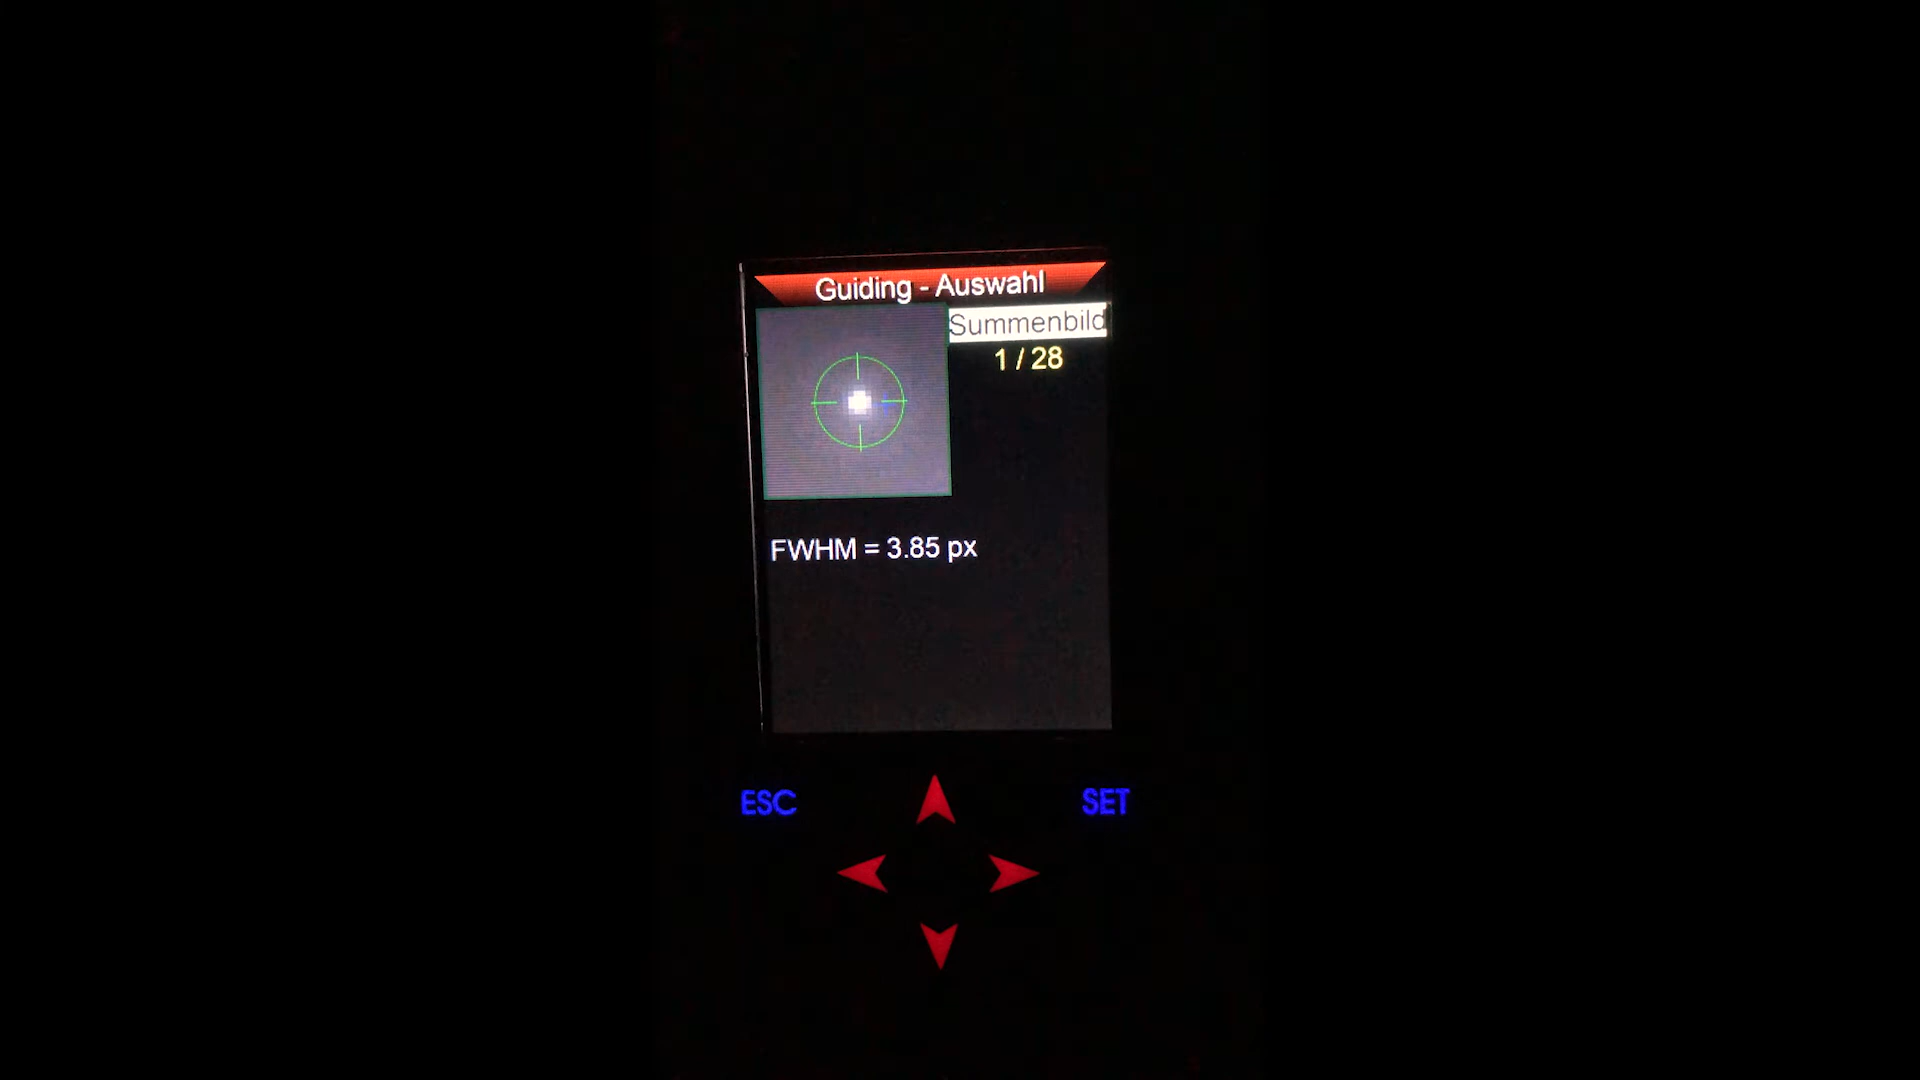 Guiding - Auswahl
Summenbild
1 / 28
FWHM = 3.85 px
ESC
SET